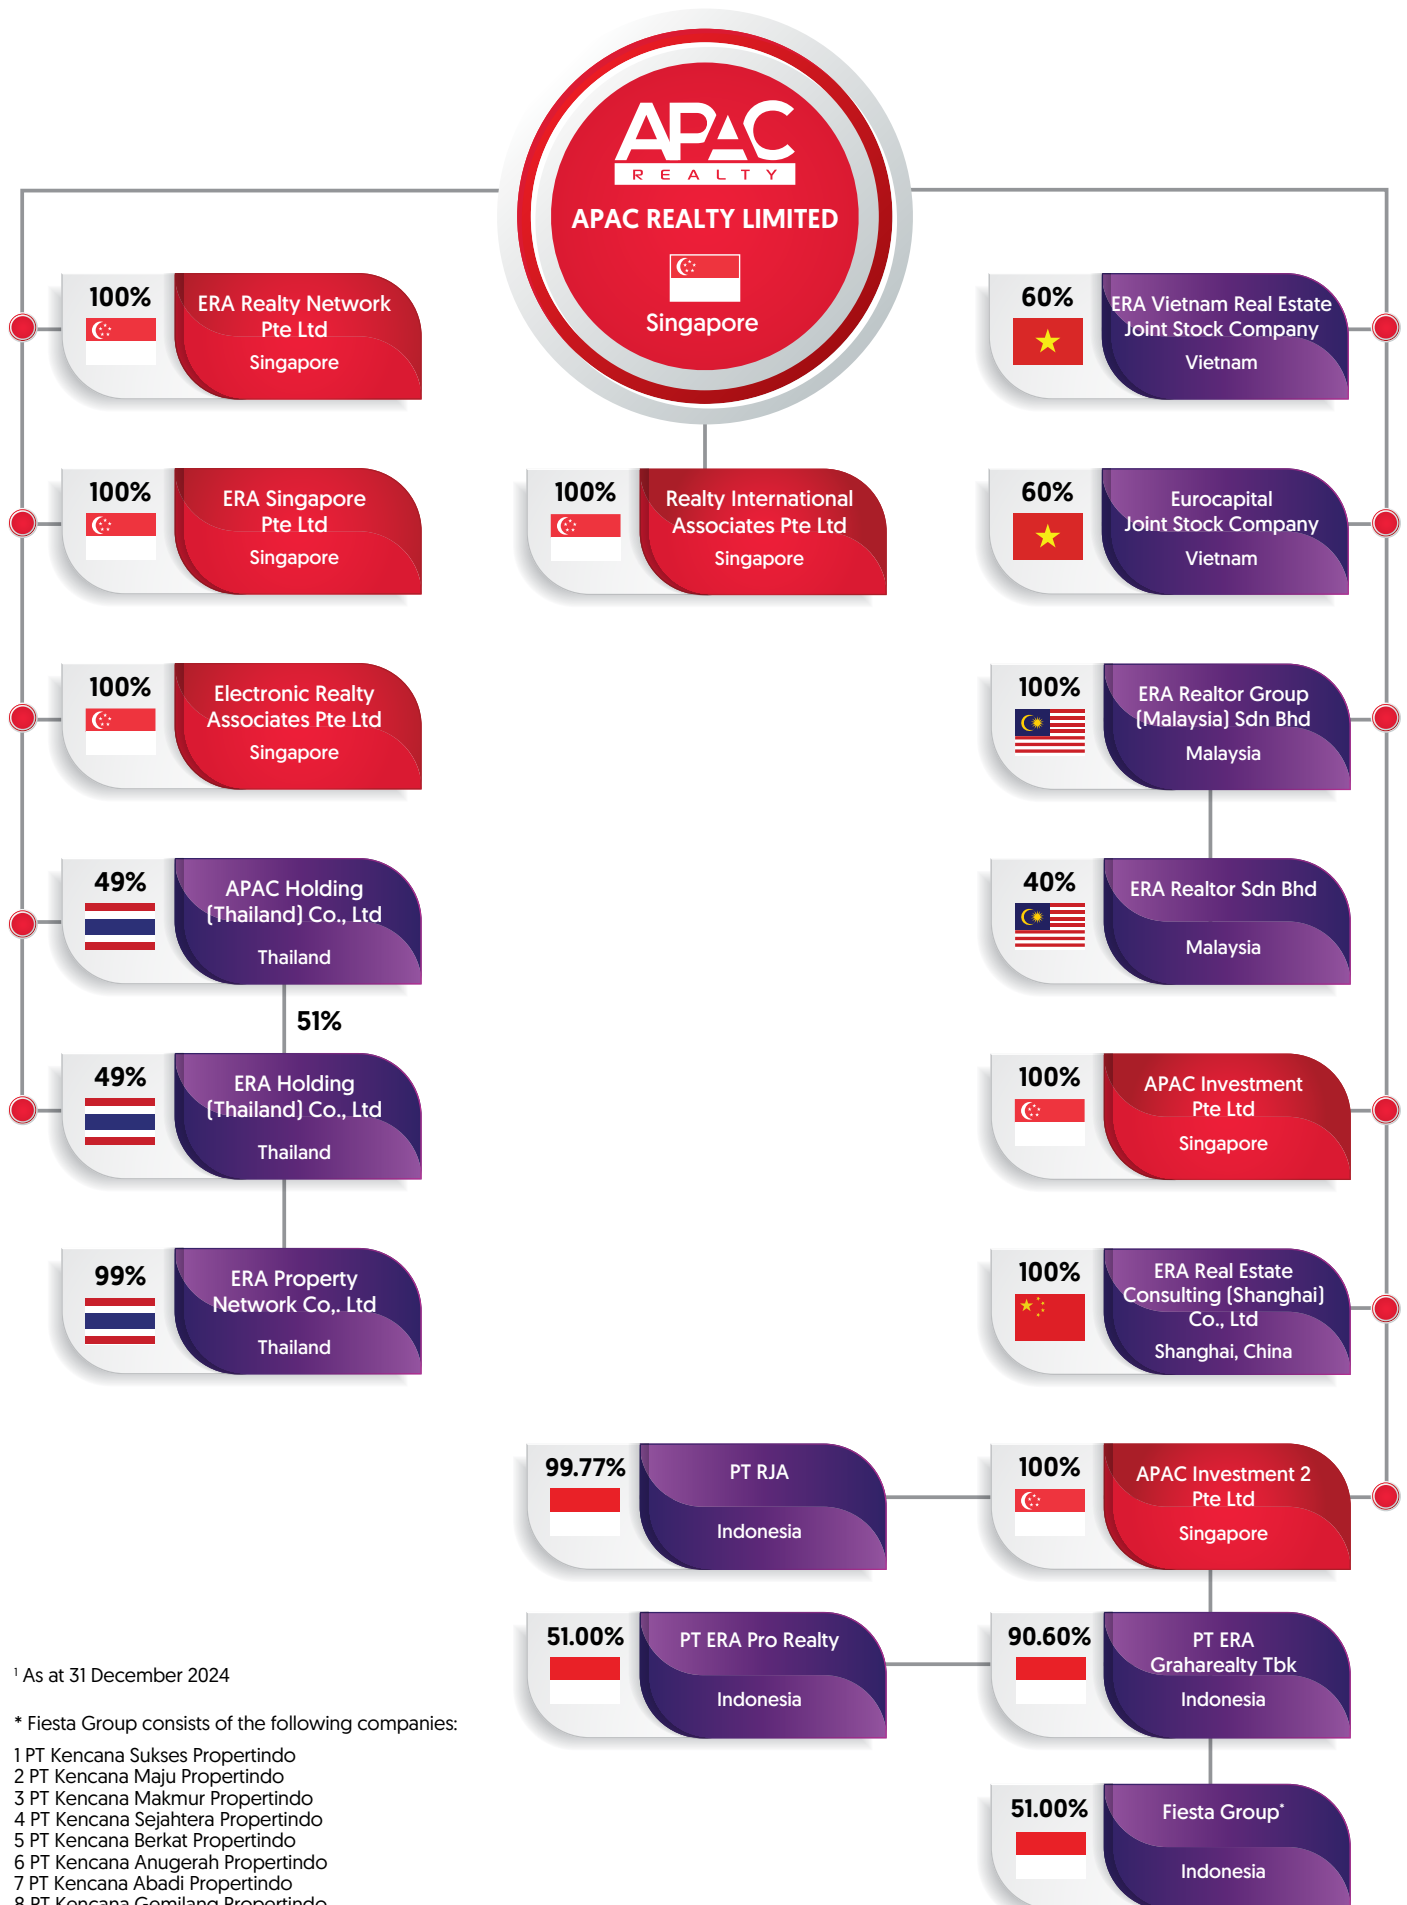 APAC
REALTY
APAC REALTY LIMITED
Singapore
100%
ERA Realty Network
Pte Ltd
Singapore
100%
ERA Singapore
Pte Ltd
Singapore
100%
Electronic Realty
Associates Pte Ltd
Singapore
49%
APAC Holding
(Thailand) Co., Ltd
Thailand
51%
49%
ERA Holding
(Thailand) Co., Ltd
Thailand
99%
ERA Property
Network Co,. Ltd
Thailand
100%
Realty International
Associates Pte Ltd
Singapore
60%
ERA Vietnam Real Estate
Joint Stock Company
Vietnam
60%
Eurocapital
Joint Stock Company
Vietnam
100%
ERA Realtor Group
(Malaysia) Sdn Bhd
Malaysia
40%
ERA Realtor Sdn Bhd
Malaysia
100%
APAC Investment
Pte Ltd
Singapore
100%
ERA Real Estate
Consulting (Shanghai)
Co., Ltd
Shanghai, China
99.77%
PT RJA
Indonesia
100%
APAC Investment 2
Pte Ltd
Singapore
51.00%
PT ERA Pro Realty
Indonesia
90.60%
PT ERA
Graharealty Tbk
Indonesia
51.00%
Fiesta Group*
Indonesia
1 As at 31 December 2024
* Fiesta Group consists of the following companies:
1 PT Kencana Sukses Propertindo
2 PT Kencana Maju Propertindo
3 PT Kencana Makmur Propertindo
4 PT Kencana Sejahtera Propertindo
5 PT Kencana Berkat Propertindo
6 PT Kencana Anugerah Propertindo
7 PT Kencana Abadi Propertindo
8 PT Kencana Gemilang Propertindo